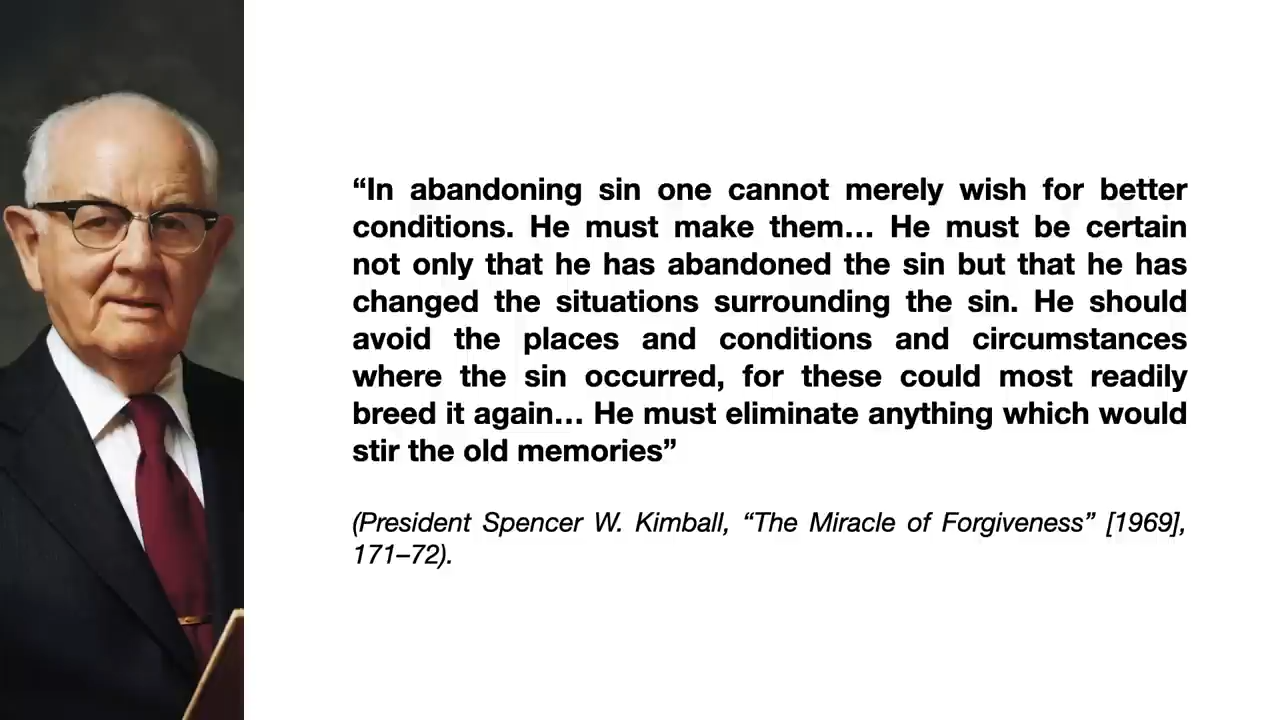 “In abandoning sin one cannot merely wish for better
conditions. He must make them… He must be certain
not only that he has abandoned the sin but that he has
changed the situations surrounding the sin. He should
avoid the places and conditions and circumstances
where the sin occurred, for these could most readily
breed it again… He must eliminate anything which would
stir the old memories”
(President Spencer W. Kimball, “The Miracle of Forgiveness” [1969],
171–72).